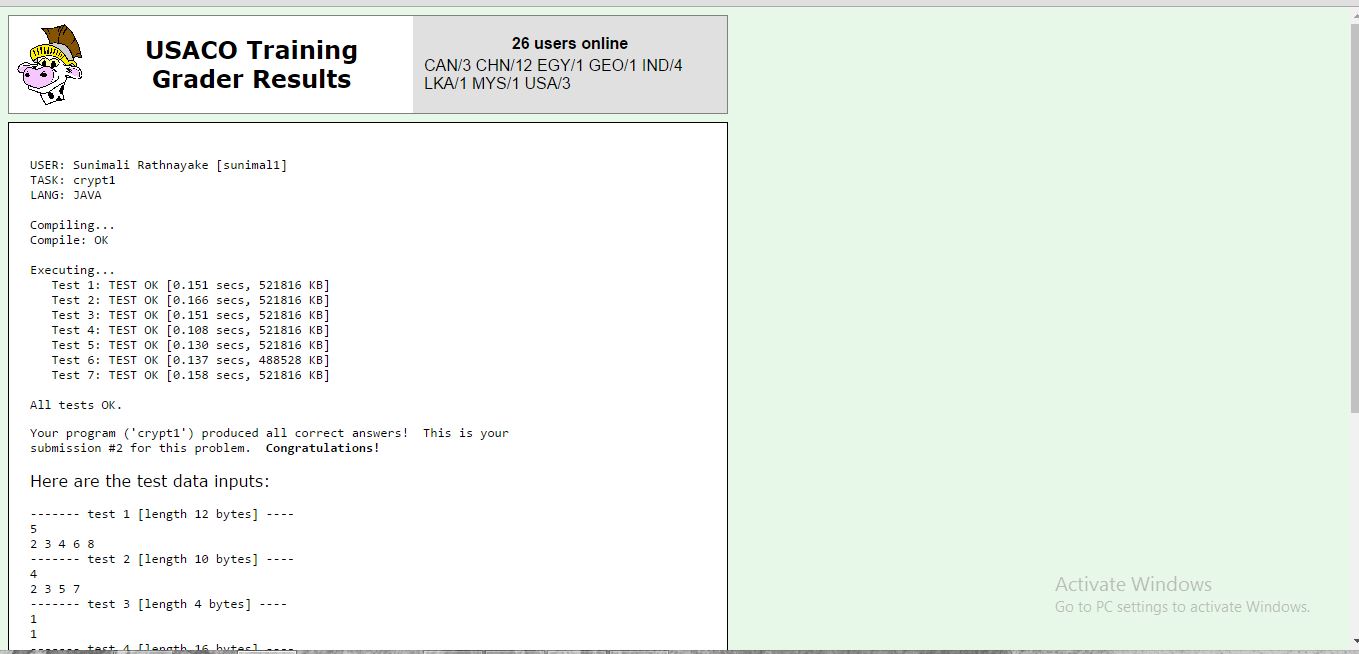 USACO Training
Grader Results
26 users online
CAN/3 CHN/12 EGY/1 GEO/1 IND/4
LKA/1 MYS/1 USA/3
USER: Sunimali Rathnayake [sunimal1]
TASK: crypt1
LANG: JAVA
Compiling...
Compile: OK
Executing...
Test 1: TEST OK [0.151 secs, 521816 KB]
Test 2: TEST OK [0.166 secs, 521816 KB]
Test 3: TEST OK [0.151 secs, 521816 KB]
Test 4: TEST OK [0.108 secs, 521816 KB]
Test 5: TEST OK [0.130 secs, 521816 KB]
Test 6: TEST OK [0.137 secs, 488528 KB]
Test 7: TEST OK [0.158 secs, 521816 KB]
All tests OK.
Your program ('crypt1') produced all correct answers!  This is your
submission #2 for this problem.  Congratulations!
Here are the test data inputs:
------- test 1 [length 12 bytes] ----
5
2 3 4 6 8
------- test 2 [length 10 bytes] ----
4
2 3 5 7
------- test 3 [length 4 bytes] ----
1
1
------- test 4 [length 16 bytes] ----
Activate Windows
Go to PC settings to activate Windows.